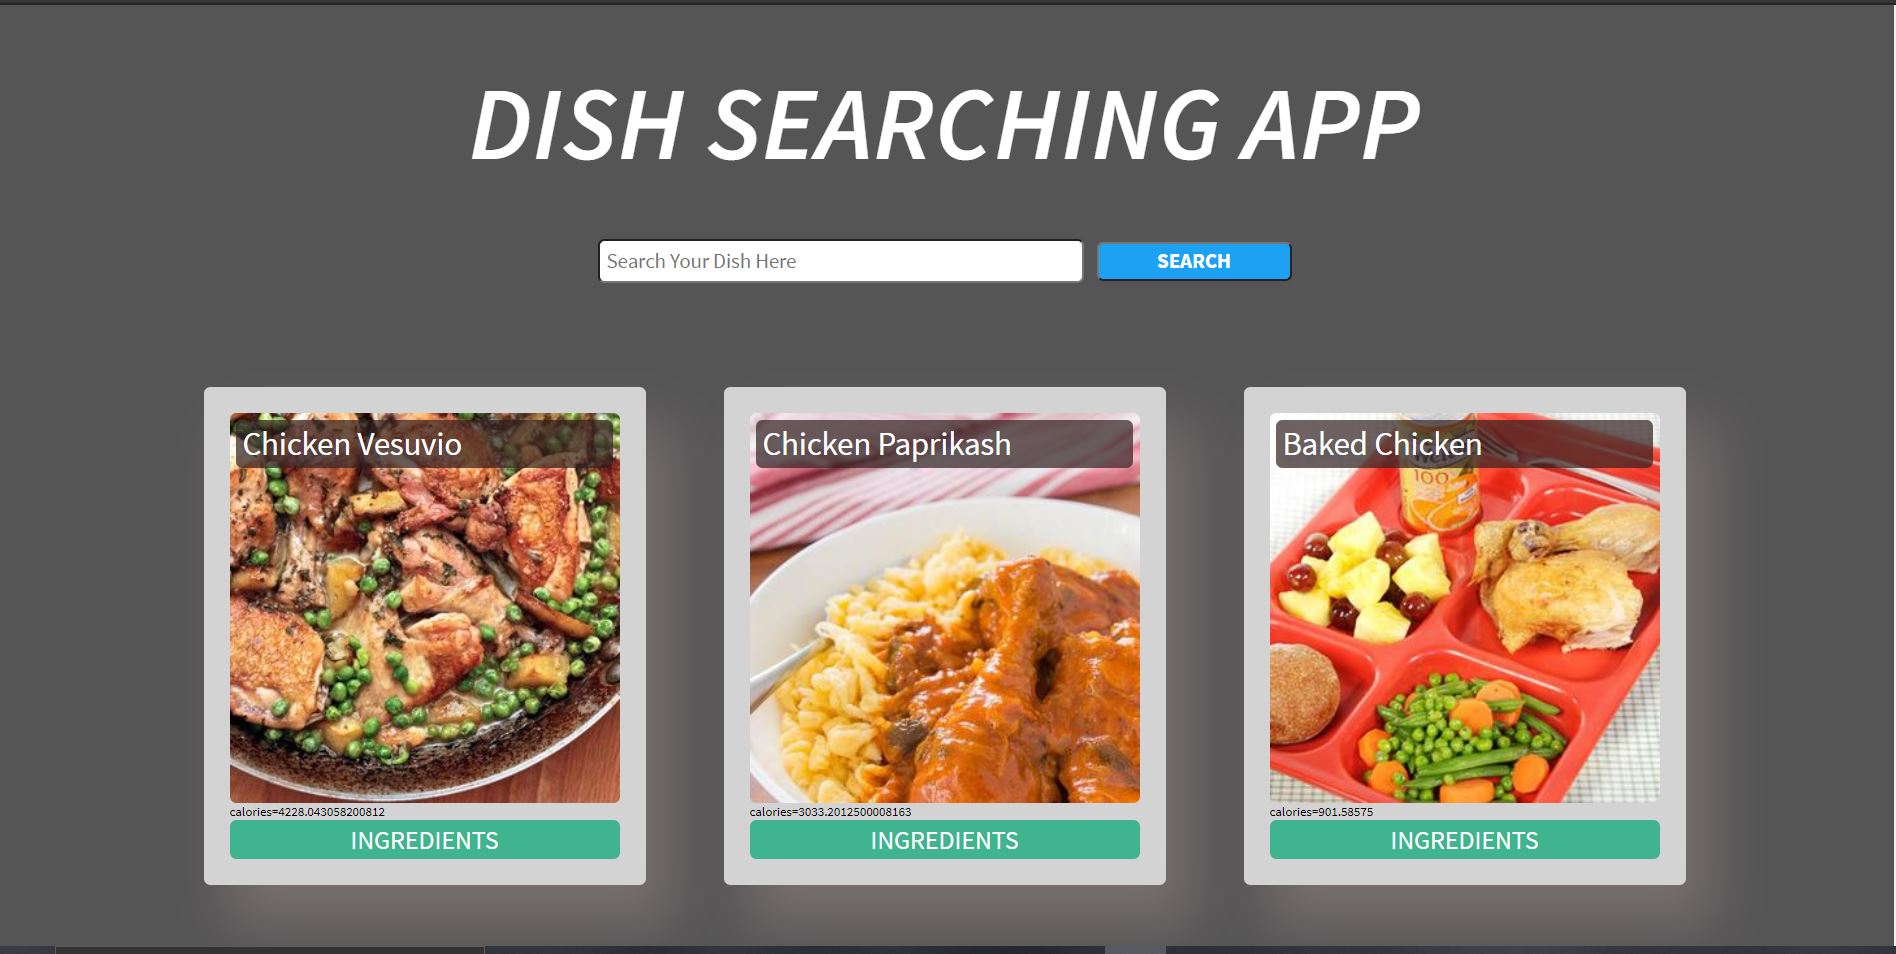 DISH SEARCHING APP
Search Your Dish Here
SEARCH
Chicken Vesuvio
Chicken Paprikash
Baked Chicken
100
calories=4228.043058200812
calories=3033.2012500008163
calories=901.58575
INGREDIENTS
INGREDIENTS
INGREDIENTS